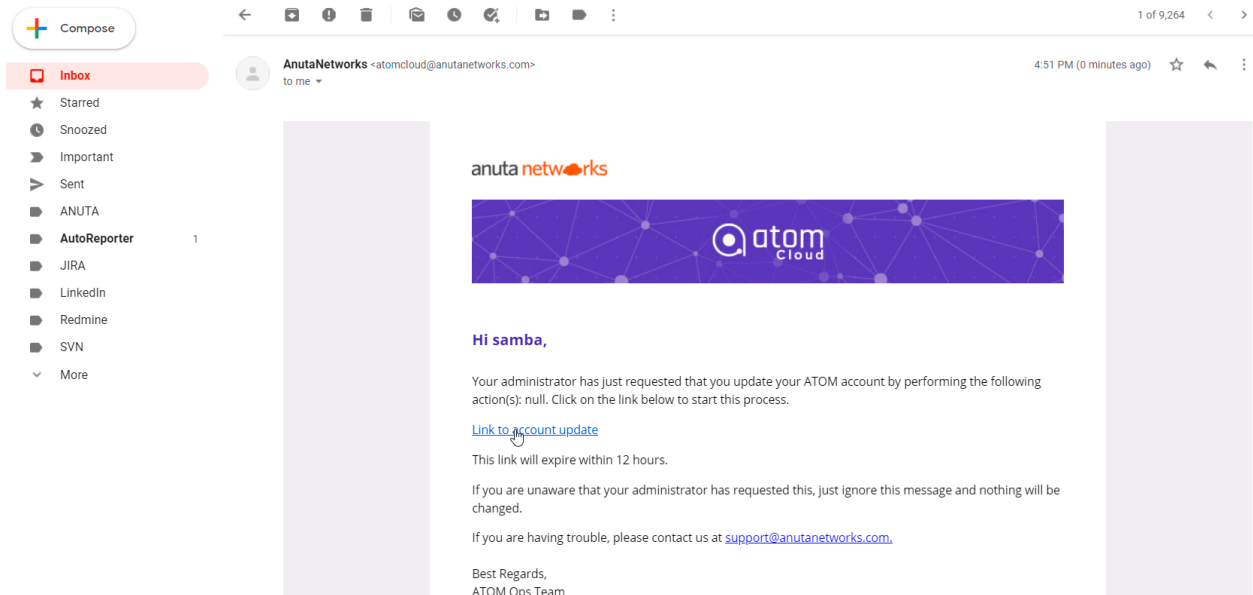 Compose
1 of 9,264
Inbox
Starred
Snoozed
Important
Sent
ANUTA
AutoReporter 1
JIRA
LinkedIn
Redmine
SVN
More
AnutaNetworks <atomcloud@anutanetworks.com>
4:51 PM (0 minutes ago)
to me
anuta networks
atom
Cloud
Hi samba,
Your administrator has just requested that you update your ATOM account by performing the following
action(s): null. Click on the link below to start this process.
Link to account update
This link will expire within 12 hours.
If you are unaware that your administrator has requested this, just ignore this message and nothing will be
changed.
If you are having trouble, please contact us at support@anutanetworks.com.
Best Regards,
ATOM Ops Team